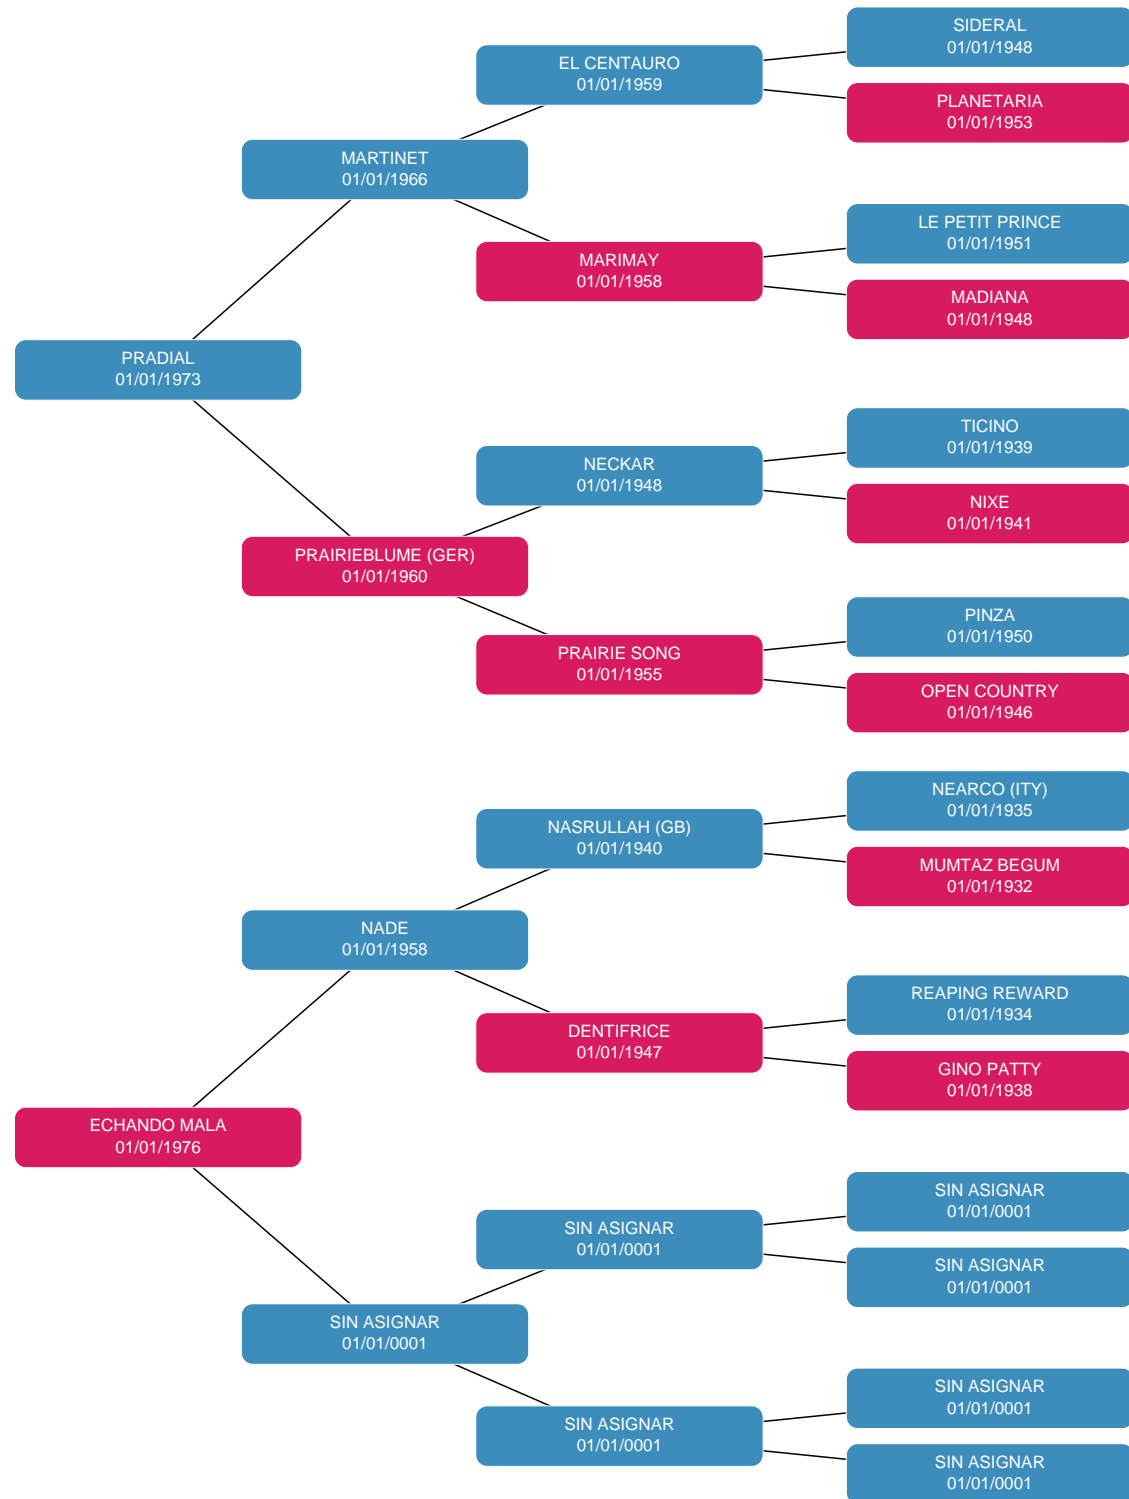 SIDERAL
01/01/1948
EL CENTAURO
01/01/1959
PLANETARIA
01/01/1953
MARTINET
01/01/1966
LE PETIT PRINCE
01/01/1951
MARIMAY
01/01/1958
MADIANA
01/01/1948
PRADIAL
01/01/1973
TICINO
01/01/1939
NECKAR
01/01/1948
NIXE
01/01/1941
PRAIRIEBLUME (GER)
01/01/1960
PINZA
01/01/1950
PRAIRIE SONG
01/01/1955
OPEN COUNTRY
01/01/1946
NEARCO (ITY)
01/01/1935
NASRULLAH (GB)
01/01/1940
MUMTAZ BEGUM
01/01/1932
NADE
01/01/1958
REAPING REWARD
01/01/1934
DENTIFRICE
01/01/1947
GINO PATTY
01/01/1938
ECHANDO MALA
01/01/1976
SIN ASIGNAR
01/01/0001
SIN ASIGNAR
01/01/0001
SIN ASIGNAR
01/01/0001
SIN ASIGNAR
01/01/0001
SIN ASIGNAR
01/01/0001
SIN ASIGNAR
01/01/0001
SIN ASIGNAR
01/01/0001